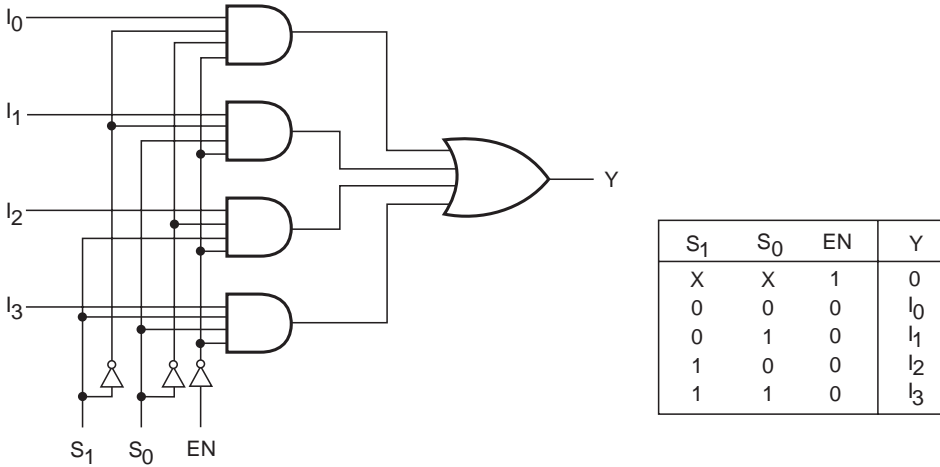 I0
I1
I2
I3
Y
S1 S0 EN
S1 S0 EN Y
X X 1 0
0 0 0 I0
0 1 0 I1
1 0 0 I2
1 1 0 I3